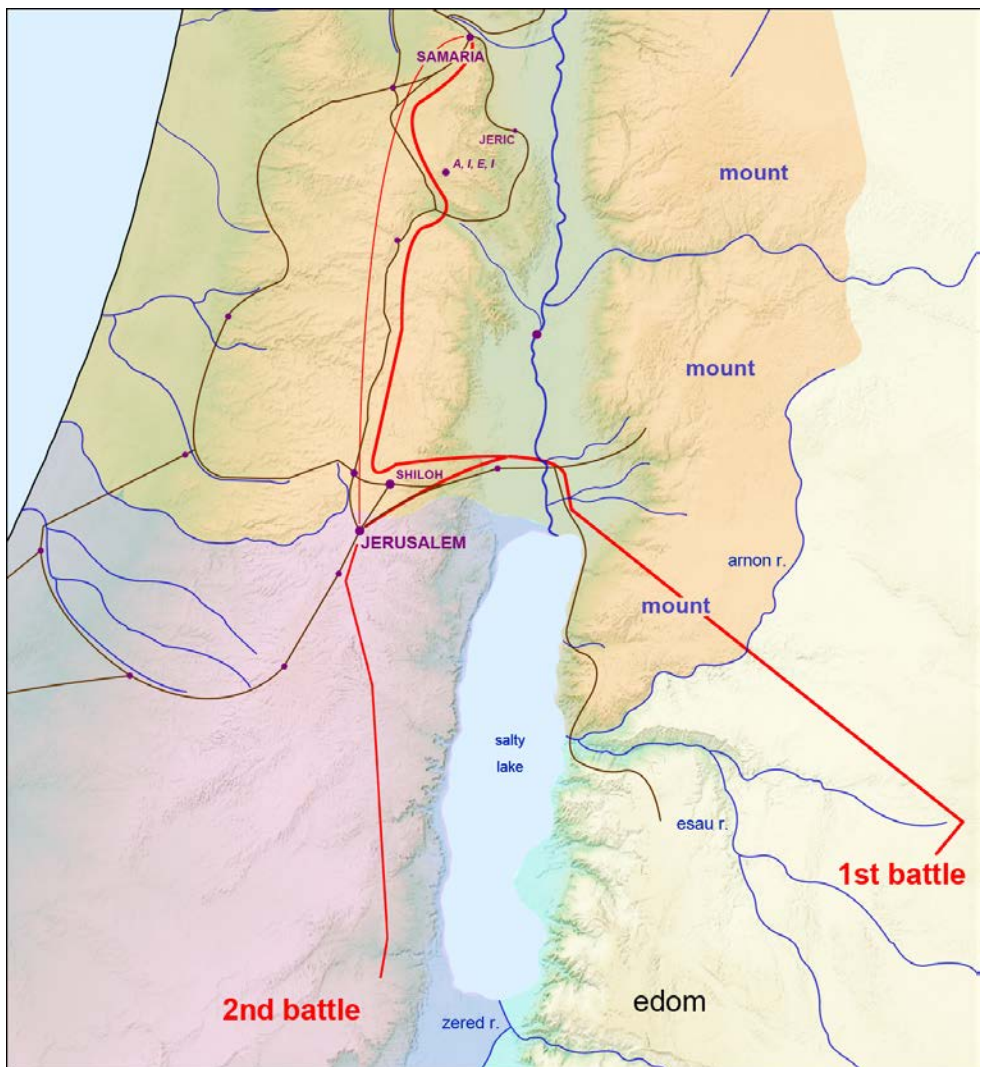 SAMARIA
JERIC
A, I, E, I
mount
mount
SHILOH
JERUSALEM
arnon r.
mount
salty
lake
esau r.
1st battle
2nd battle
edom
zered r.